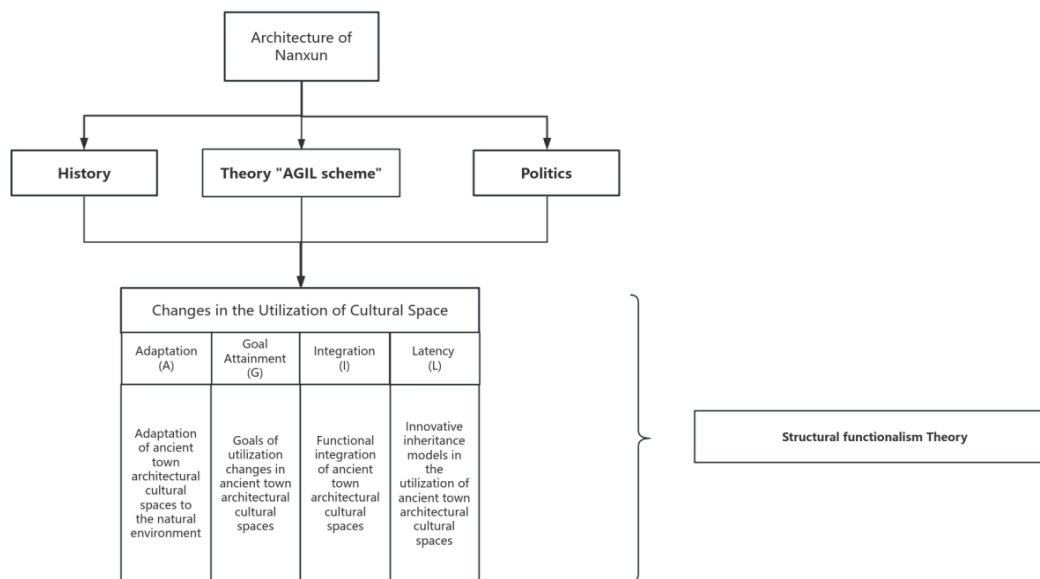 Architecture of
Nanxun
History
Theory "AGIL scheme"
Politics
Changes in the Utilization of Cultural Space
Adaptation
(A)
Goal
Attainment
(G)
Integration
(I)
Latency
(L)
Adaptation
of ancient
town
architectural
cultural
spaces to
the natural
environment
Goals of
utilization
changes in
ancient town
architectural
cultural
spaces
Functional
integration
of ancient
town
architectural
cultural
spaces
Innovative
inheritance
models in
the
utilization of
ancient town
architectural
cultural
spaces
Structural functionalism Theory